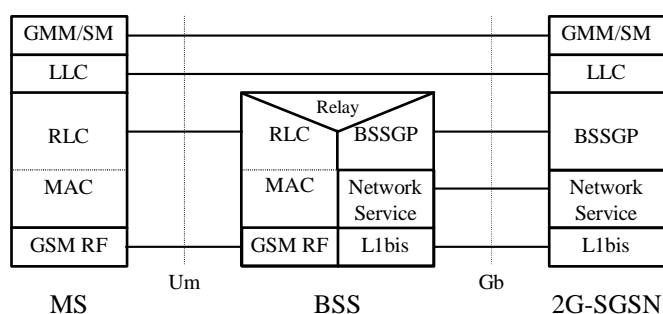 GMM/SM GMM/SM
LLC LLC
Relay
RLC RLC BSSGP BSSGP
MAC MAC Network Service Network Service
GSM RF GSM RF L1bis L1bis
Um Gb
MS BSS 2G-SGSN